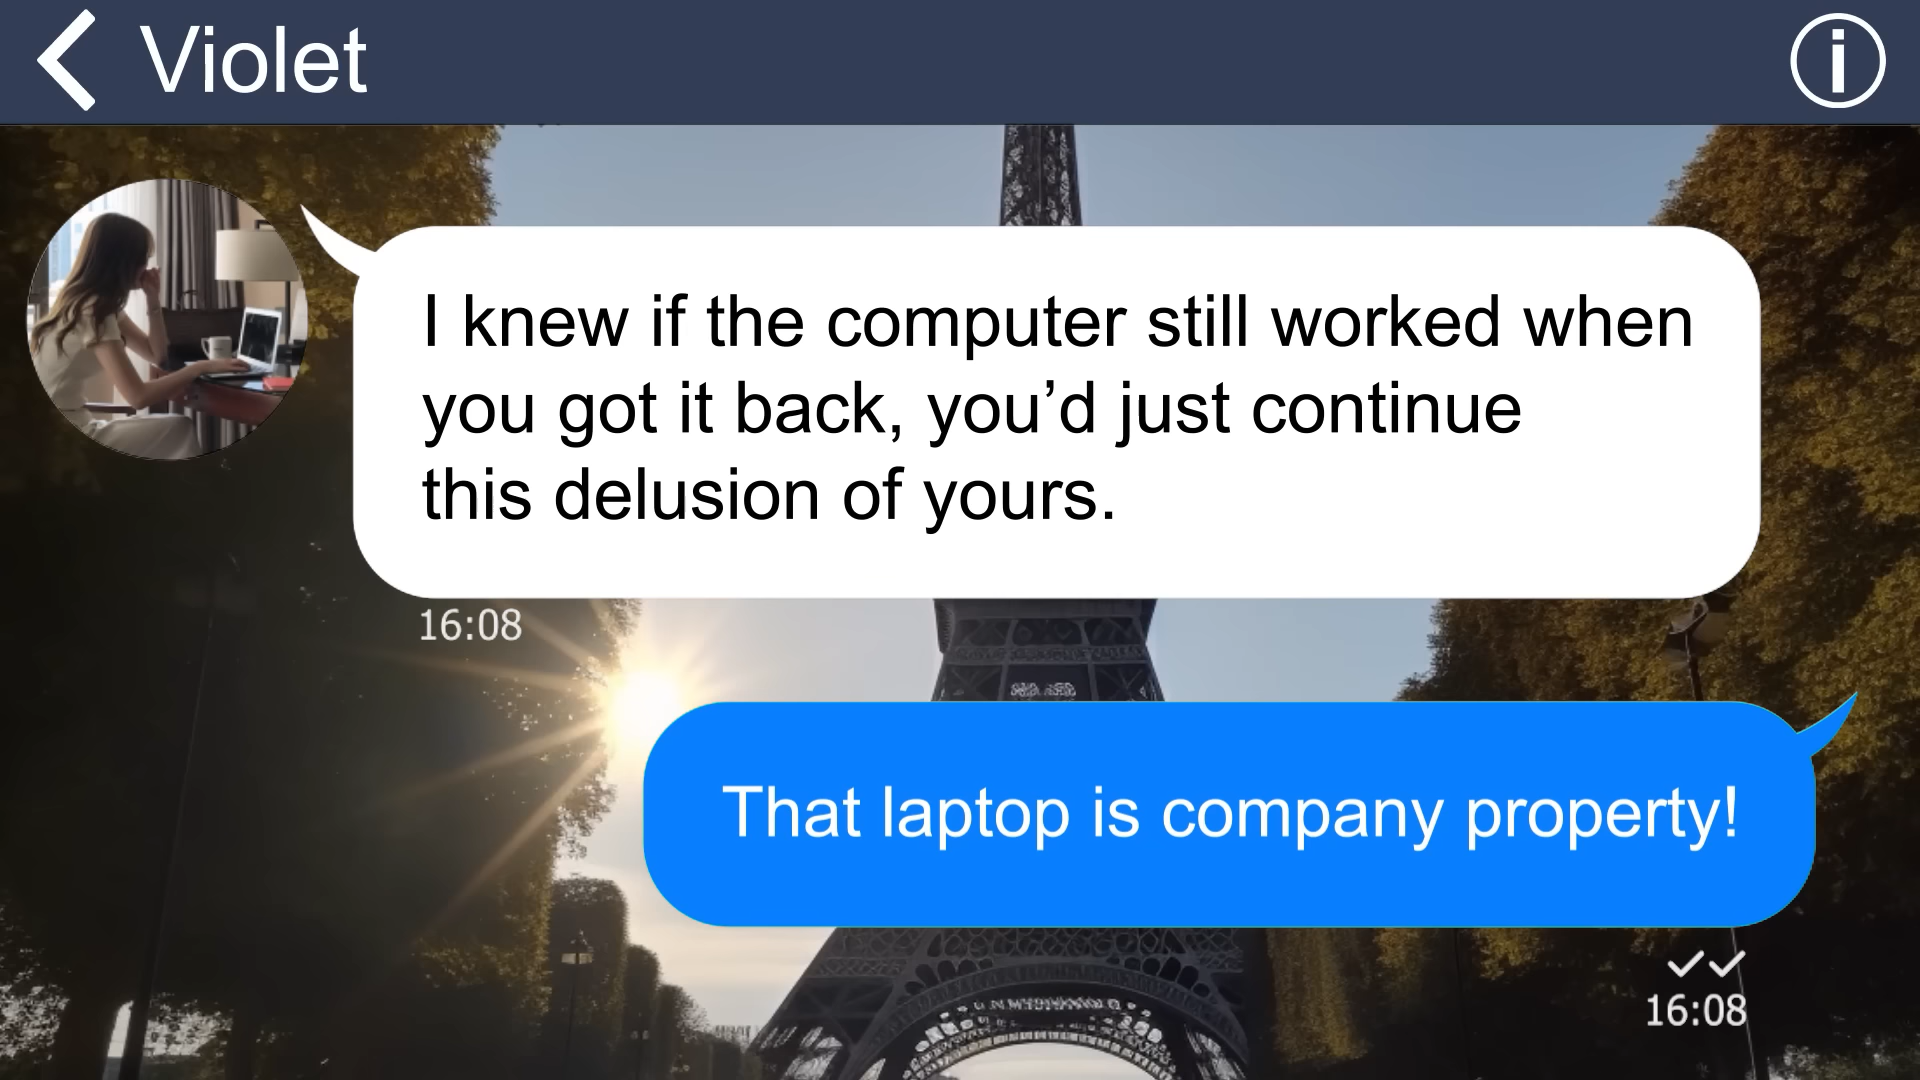 Violet
I knew if the computer still worked when
you got it back, you’d just continue
this delusion of yours.
16:08
That laptop is company property!
16:08